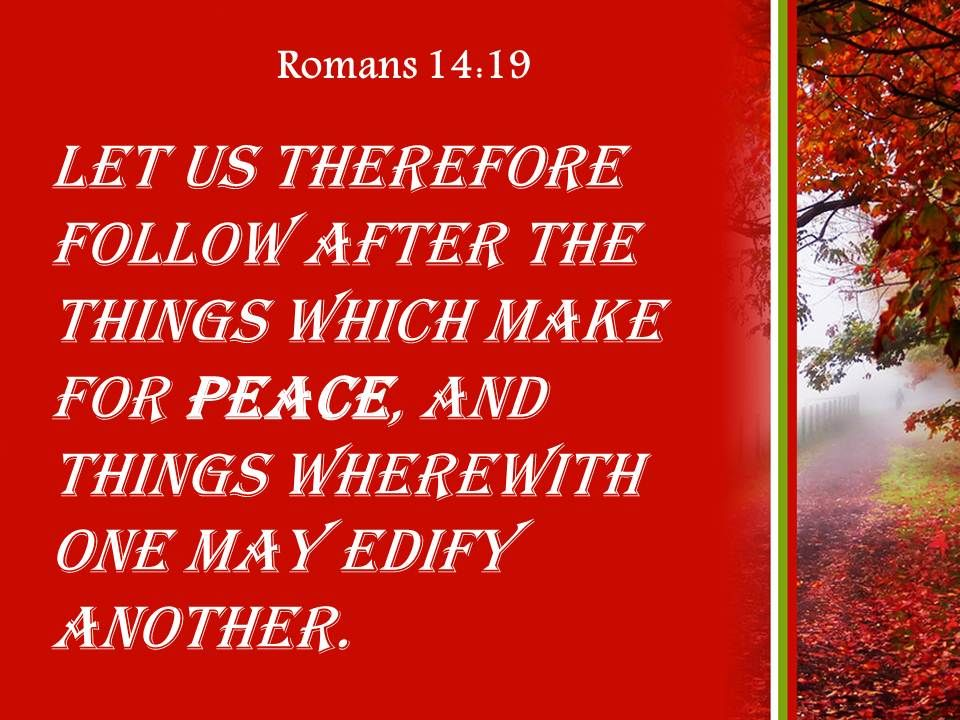 Romans 14:19
LET US THEREFORE
FOLLOW AFTER THE
THINGS WHICH MAKE
FOR PEACE, AND
THINGS WHEREWITH
ONE MAY EDIFY
ANOTHER.